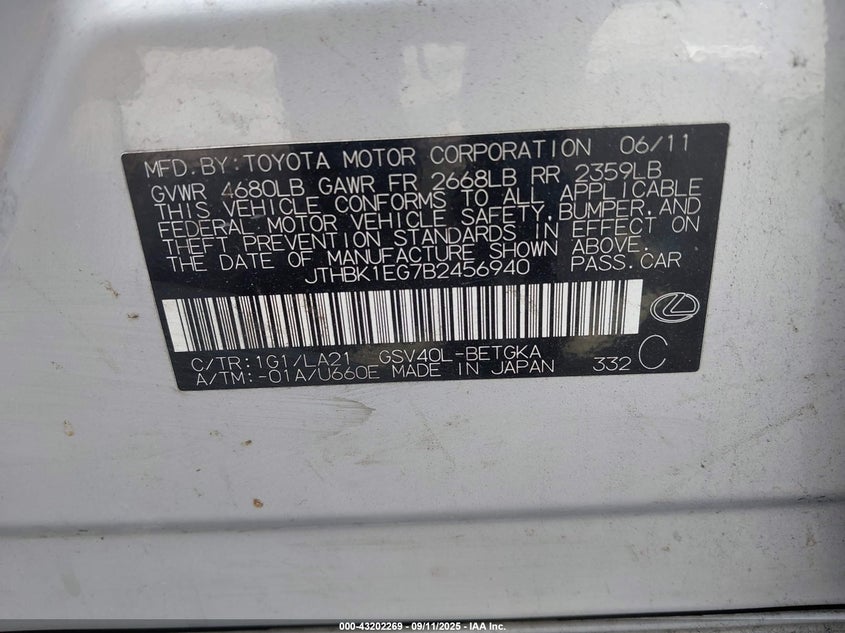 MFD.BY:TOYOTA MOTOR CORPORATION 06/11
GVWR 4680LB GAWR FR 2668LB RR 2359LB
THIS VEHICLE CONFORMS TO ALL APPLICABLE
FEDERAL MOTOR VEHICLE SAFETY,BUMPER,AND
THEFT PREVENTION STANDARDS IN EFFECT ON
THE DATE OF MANUFACTURE SHOWN ABOVE.
JTHBK1EG7B2456940 PASS.CAR
C/TR:1G1/LA21 GSV40L-BETGKA
A/TM:-01A/U660E MADE IN JAPAN 332 C
000-43202269 - 09/11/2025 - IAA Inc.